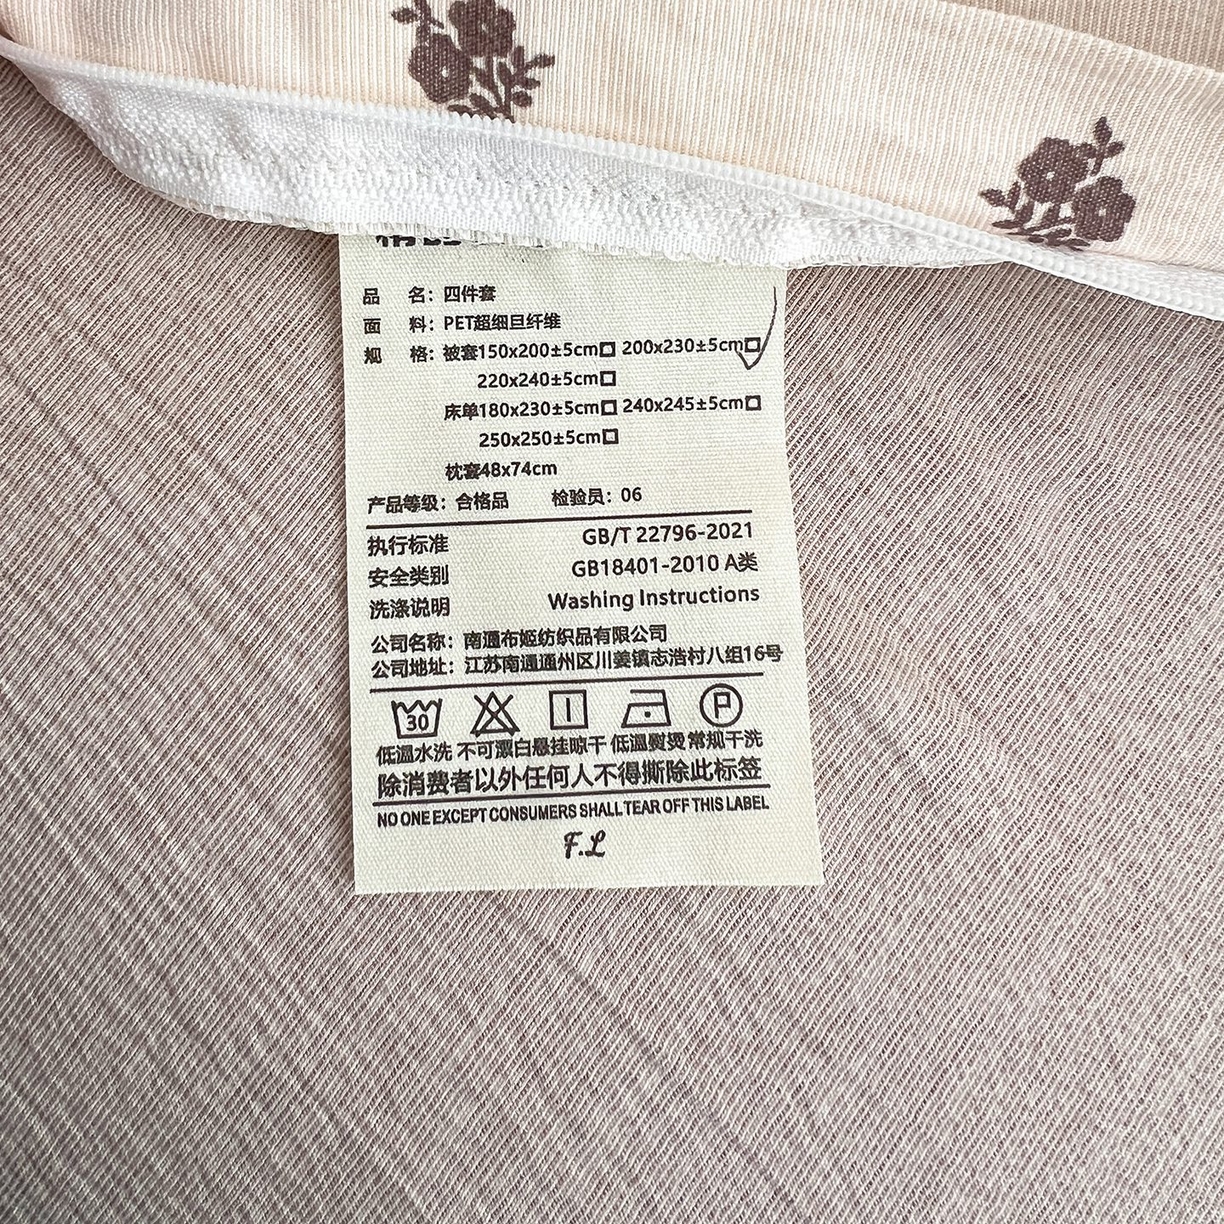 品 名：四件套
面 料：PET超细旦纤维
规 格：被套150x200±5cm□ 200x230±5cm□
220x240±5cm□
床单180x230±5cm□ 240x245±5cm□
250x250±5cm□
枕套48x74cm
产品等级：合格品 检验员：06
执行标准 GB/T 22796-2021
安全类别 GB18401-2010 A类
洗涤说明 Washing Instructions
公司名称：南通布姬纺织品有限公司
公司地址：江苏南通通州区川姜镇志浩村八组16号
30 P
低温水洗 不可漂白悬挂晾干 低温熨烫常规干洗
除消费者以外任何人不得撕除此标签
NO ONE EXCEPT CONSUMERS SHALL TEAR OFF THIS LABEL
F.L